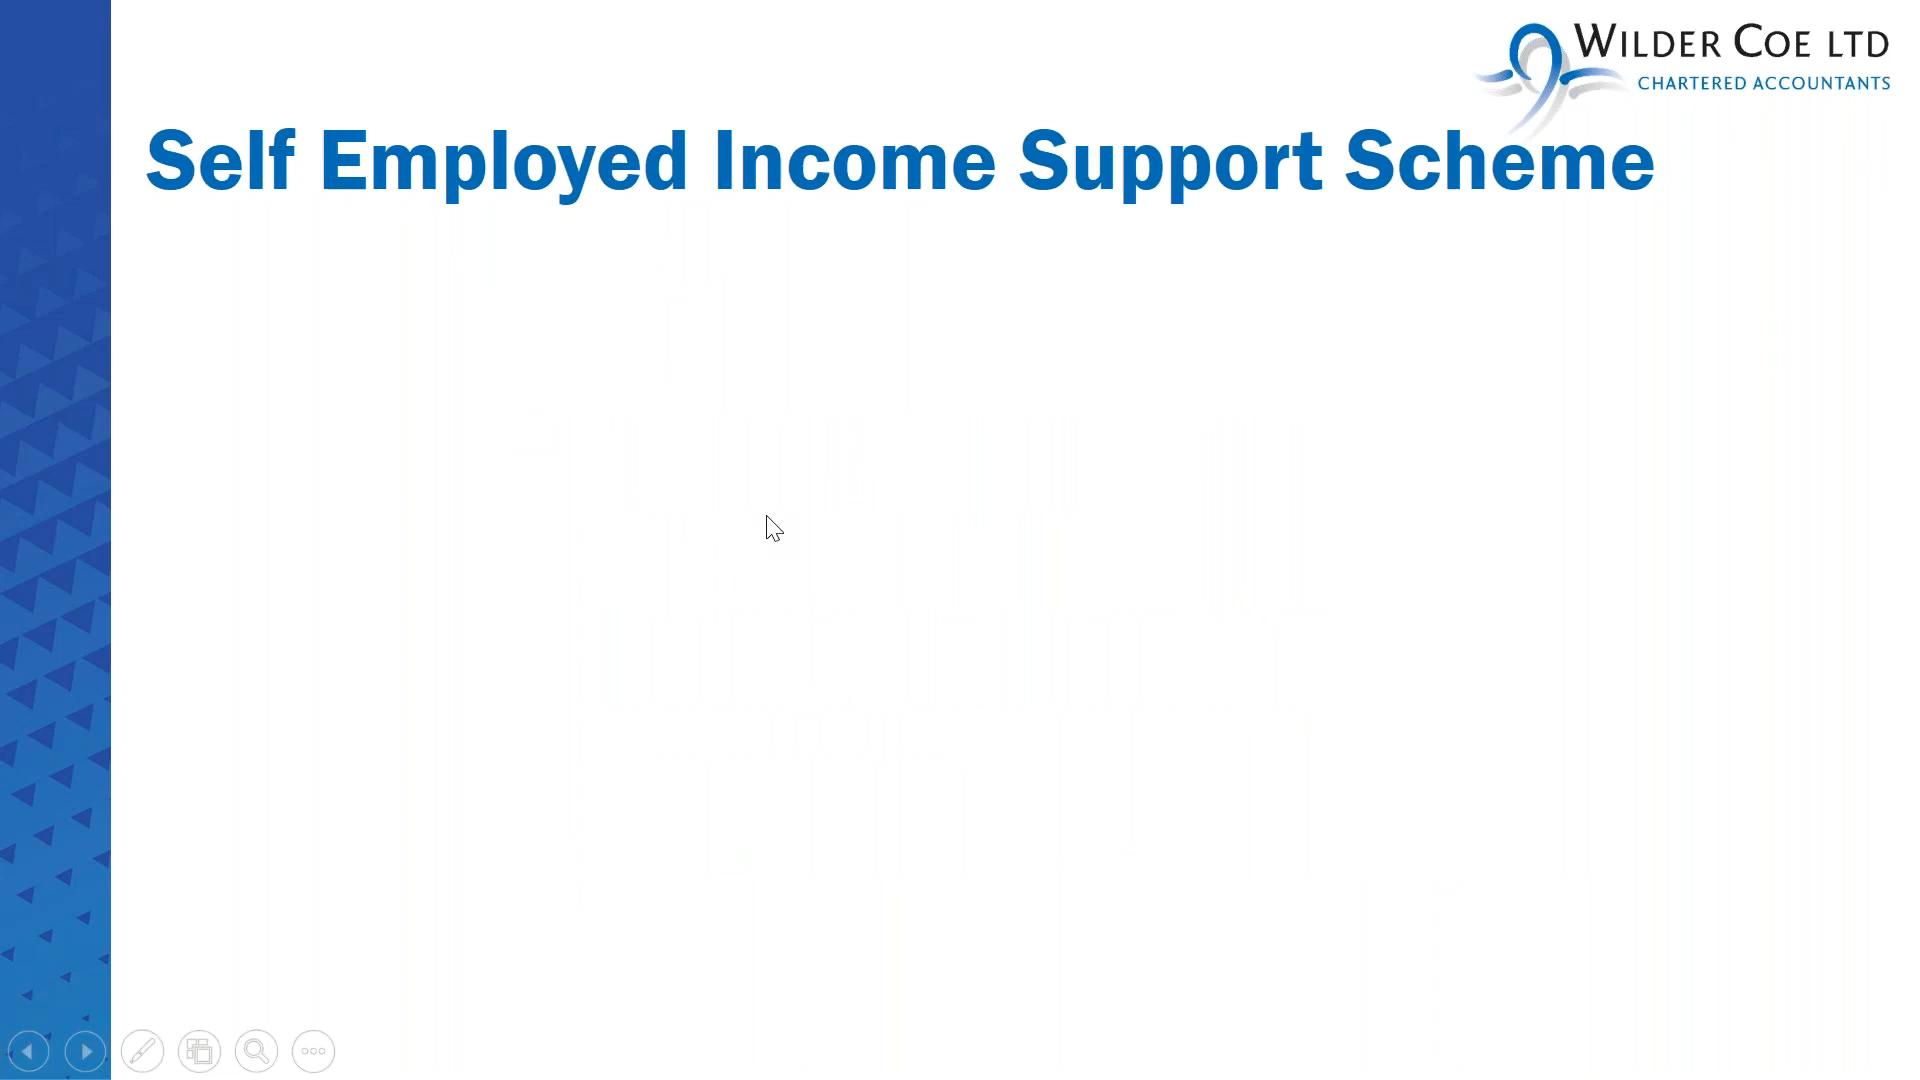 WILDER COE LTD
CHARTERED ACCOUNTANTS
Self Employed Income Support Scheme